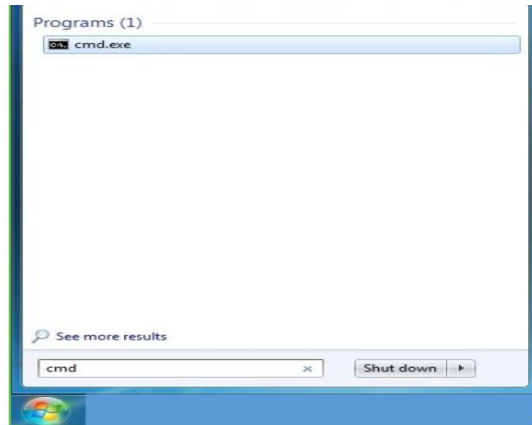 Programs (1)
cmd.exe
See more results
cmd
Shut down